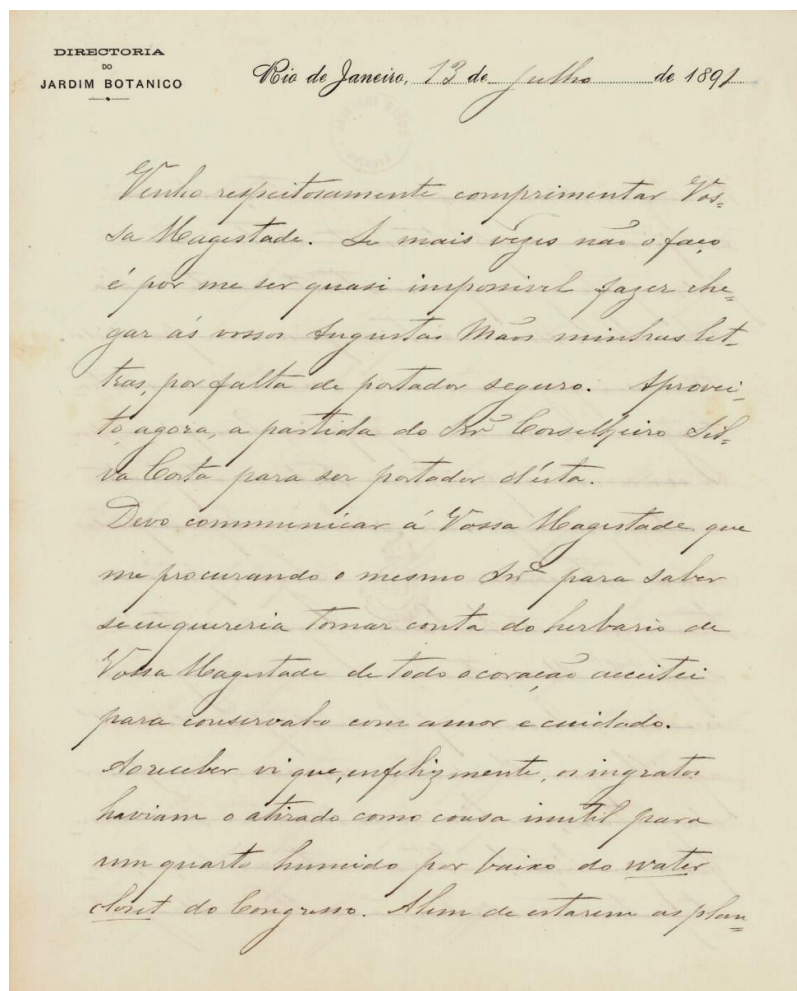 DIRECTORIA
DO
JARDIM BOTANICO
Rio de Janeiro, 13 de Julho de 1891
Venho respeitosamente comprimentar Vos=
sa Magestade. Se mais vezes não o faço
é por me ser quasi impossivel fazer che=
gar ás vossas Augustas Mãos minhas let=
tras, por falta de portador seguro. Aprovei=
to, agora, a partida do Snr Conselheiro Sil=
va Costa para ser portador d'ésta.
Devo communicar á Vossa Magestade que
me procurando o mesmo Snr para saber
se eu quereria tomar conta do herbario de
Vossa Magestade de todo o coração acceitei
para conserval-o com amor e cuidado.
Ao receber vi que, infelizmente, os ingratos
haviam o atirado como cousa inutil para
um quarto humido por baixo do water
closet do Congresso. Alem de estarem as plan=